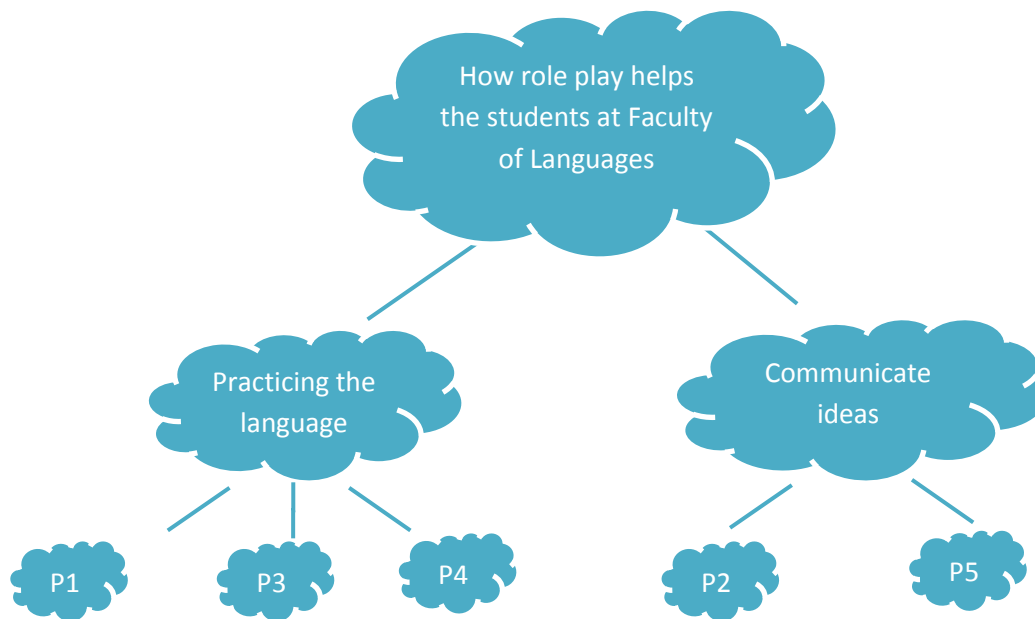 How role play helps
the students at Faculty
of Languages
Practicing the
language
Communicate
ideas
P1
P3
P4
P2
P5